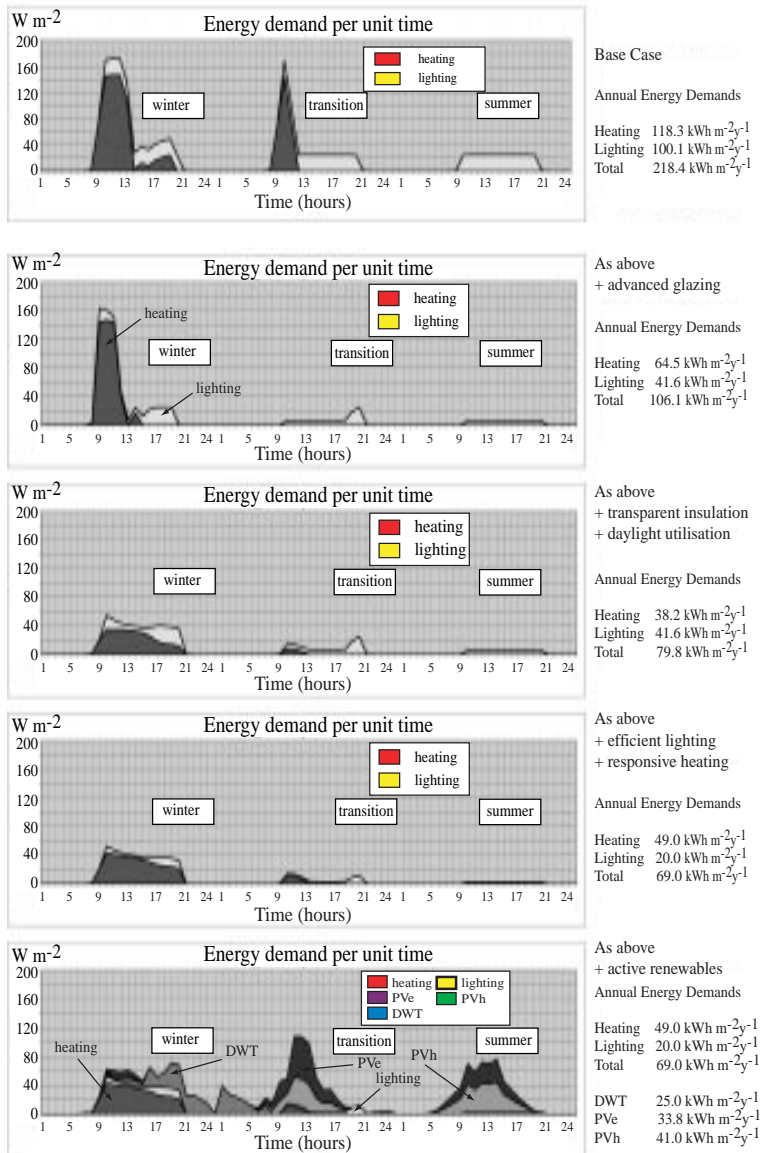 W m-2 Energy demand per unit time
200
160
120
80
40
0
heating
lighting
winter
transition
summer
1 5 9 13 17 21 24 1 5 9 13 17 21 24 1 5 9 13 17 21 24
Time (hours)
Base Case
Annual Energy Demands
Heating 118.3 kWh m-2y-1
Lighting 100.1 kWh m-2y-1
Total 218.4 kWh m-2y-1
W m-2 Energy demand per unit time
200
160
120
80
40
0
heating
lighting
heating
winter
transition
summer
lighting
1 5 9 13 17 21 24 1 5 9 13 17 21 24 1 5 9 13 17 21 24
Time (hours)
As above
+ advanced glazing
Annual Energy Demands
Heating 64.5 kWh m-2y-1
Lighting 41.6 kWh m-2y-1
Total 106.1 kWh m-2y-1
W m-2 Energy demand per unit time
200
160
120
80
40
0
heating
lighting
winter
transition
summer
1 5 9 13 17 21 24 1 5 9 13 17 21 24 1 5 9 13 17 21 24
Time (hours)
As above
+ transparent insulation
+ daylight utilisation
Annual Energy Demands
Heating 38.2 kWh m-2y-1
Lighting 41.6 kWh m-2y-1
Total 79.8 kWh m-2y-1
W m-2 Energy demand per unit time
200
160
120
80
40
0
heating
lighting
winter
transition
summer
1 5 9 13 17 21 24 1 5 9 13 17 21 24 1 5 9 13 17 21 24
Time (hours)
As above
+ efficient lighting
+ responsive heating
Annual Energy Demands
Heating 49.0 kWh m-2y-1
Lighting 20.0 kWh m-2y-1
Total 69.0 kWh m-2y-1
W m-2 Energy demand per unit time
200
160
120
80
40
0
heating lighting
PVe PVh
DWT
winter
transition
summer
heating
DWT
PVe
lighting
PVh
1 5 9 13 17 21 24 1 5 9 13 17 21 24 1 5 9 13 17 21 24
Time (hours)
As above
+ active renewables
Annual Energy Demands
Heating 49.0 kWh m-2y-1
Lighting 20.0 kWh m-2y-1
Total 69.0 kWh m-2y-1
DWT 25.0 kWh m-2y-1
PVe 33.8 kWh m-2y-1
PVh 41.0 kWh m-2y-1